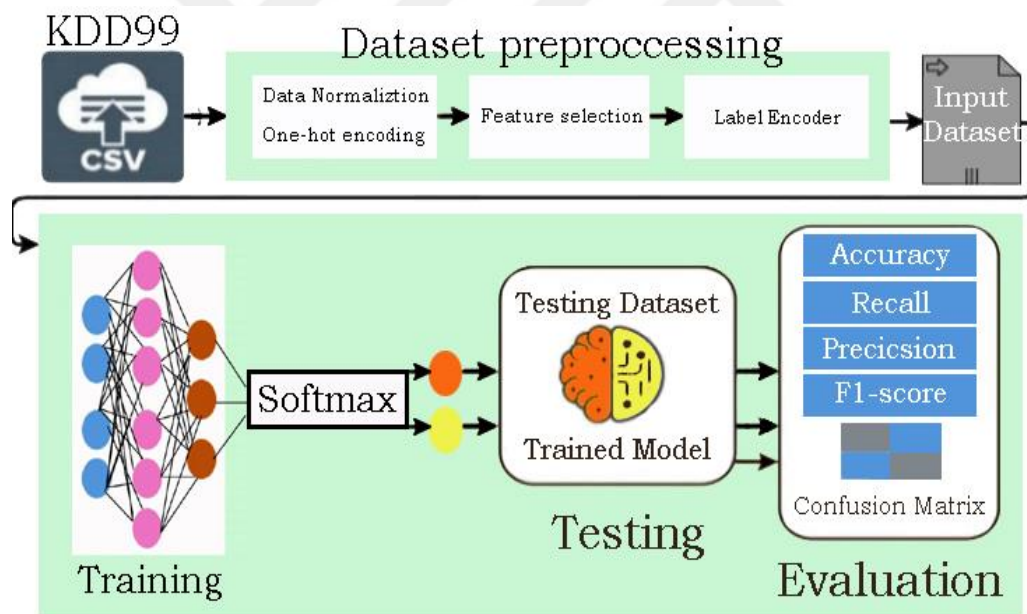 KDD99
CSV
Dataset preproccessing
Data Normaliztion
One-hot encoding
Feature selection
Label Encoder
Input
Dataset
Training
Softmax
Testing Dataset
Trained Model
Testing
Accuracy
Recall
Precicsion
F1-score
Confusion Matrix
Evaluation